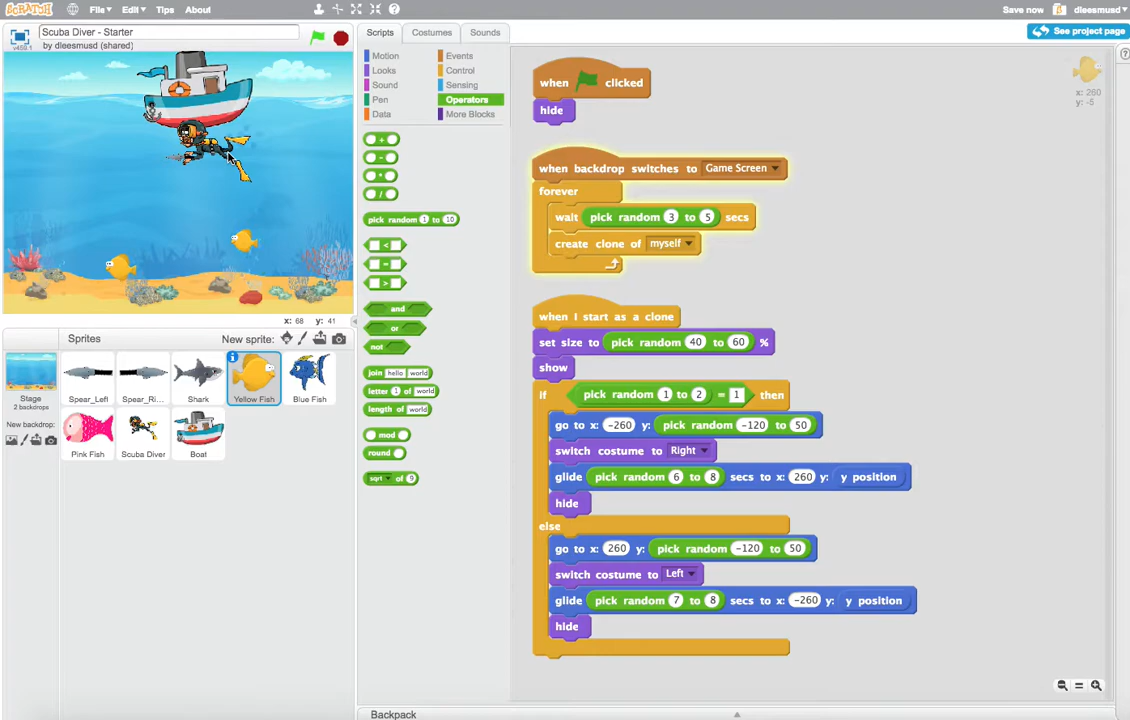 SCRATCH File▼ Edit▼ Tips About Save now dleesmusd▼
v459.1 Scuba Diver - Starter
by dleesmusd (shared)
Scripts Costumes Sounds
See project page
Motion Events
Looks Control
Sound Sensing
Pen Operators
Data More Blocks
+
-
*
/
pick random 1 to 10
<
=
>
and
or
not
join hello world
letter 1 of world
length of world
mod
round
sqrt of 9
x: 260
y: -5
when clicked
hide
when backdrop switches to Game Screen
forever
wait pick random 3 to 5 secs
create clone of myself
when I start as a clone
set size to pick random 40 to 60 %
show
if pick random 1 to 2 = 1 then
go to x: -260 y: pick random -120 to 50
switch costume to Right
glide pick random 6 to 8 secs to x: 260 y: y position
hide
else
go to x: 260 y: pick random -120 to 50
switch costume to Left
glide pick random 7 to 8 secs to x: -260 y: y position
hide
x: 68 y: 41
Sprites New sprite:
Stage
2 backdrops
New backdrop:
Spear_Left Spear_Ri... Shark Yellow Fish Blue Fish
Pink Fish Scuba Diver Boat
Backpack